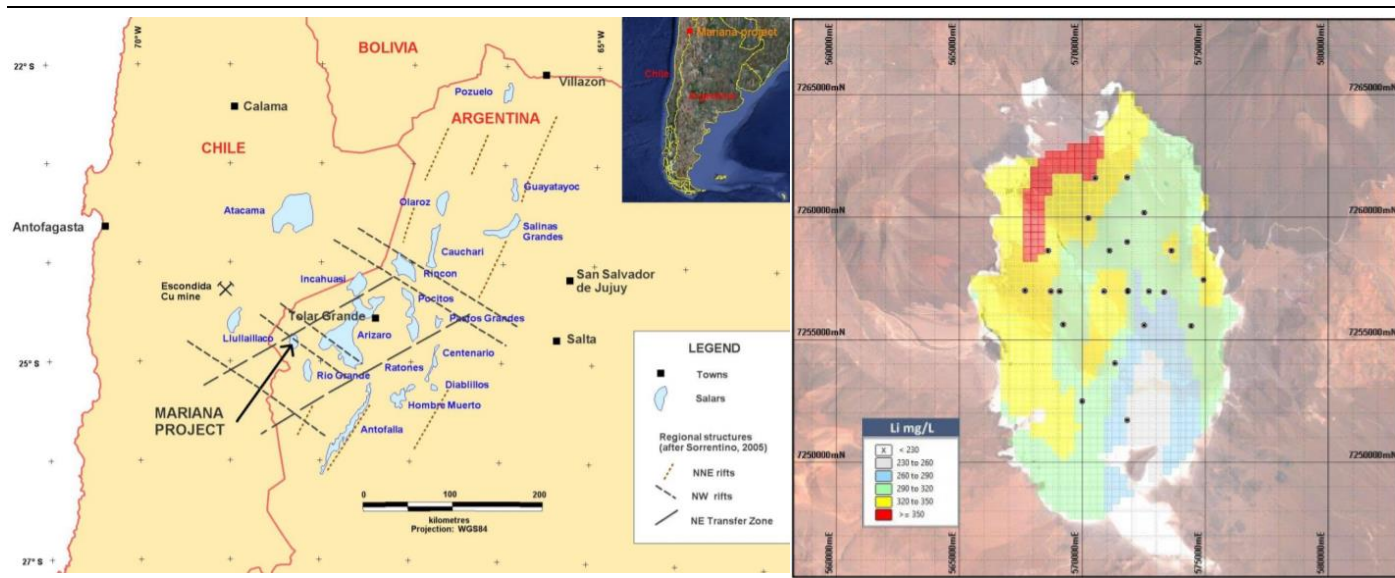 70° W
65° W
22° S
25° S
27° S
BOLIVIA
Villazon
Pozuelo
Calama
ARGENTINA
CHILE
Guayatayoc
Atacama
Olaroz
Antofagasta
Salinas
Grandes
Cauchari
Incahuasi
Rincon
San Salvador
de Jujuy
Escondida
Cu mine
Pocitos
Tolar Grande
Pastos Grandes
Arizaro
Llullaillaco
Salta
Centenario
Ratones
Rio Grande
Diablillos
MARIANA
PROJECT
Hombre Muerto
Antofalla
0 100 200
kilometres
Projection: WGS84
LEGEND
Towns
Salars
Regional structures
(after Sorrentino, 2005)
NNE rifts
NW rifts
NE Transfer Zone
Mariana project
Chile
Argentina
560000mE
565000mE
570000mE
575000mE
580000mE
7265000mN
7265000mN
7260000mN
7260000mN
7255000mN
7255000mN
7250000mN
7250000mN
Li mg/L
x < 230
230 to 260
260 to 290
290 to 320
320 to 350
>= 350
560000mE
565000mE
570000mE
575000mE
580000mE